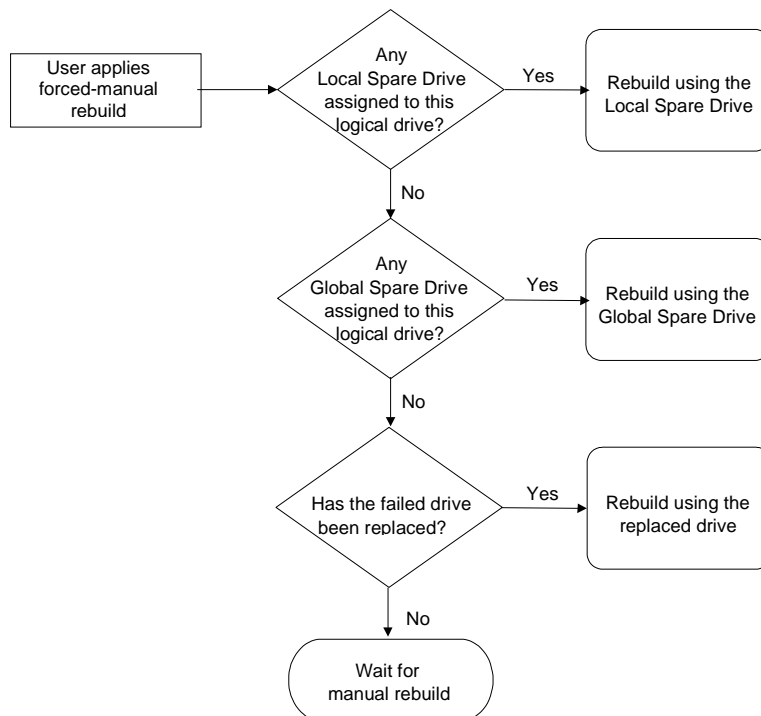 User applies
forced-manual
rebuild
Any
Local Spare Drive
assigned to this
logical drive?
Yes
Rebuild using the
Local Spare Drive
No
Any
Global Spare Drive
assigned to this
logical drive?
Yes
Rebuild using the
Global Spare Drive
No
Has the failed drive
been replaced?
Yes
Rebuild using the
replaced drive
No
Wait for
manual rebuild